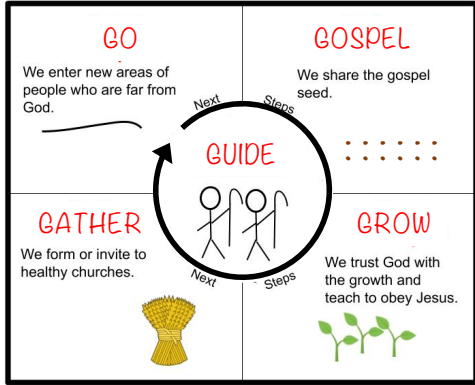 GO
We enter new areas of
people who are far from
God.
GOSPEL
We share the gospel
seed.
Next
Steps
GUIDE
GATHER
We form or invite to
healthy churches.
GROW
We trust God with
the growth and
teach to obey Jesus.
Next
Steps